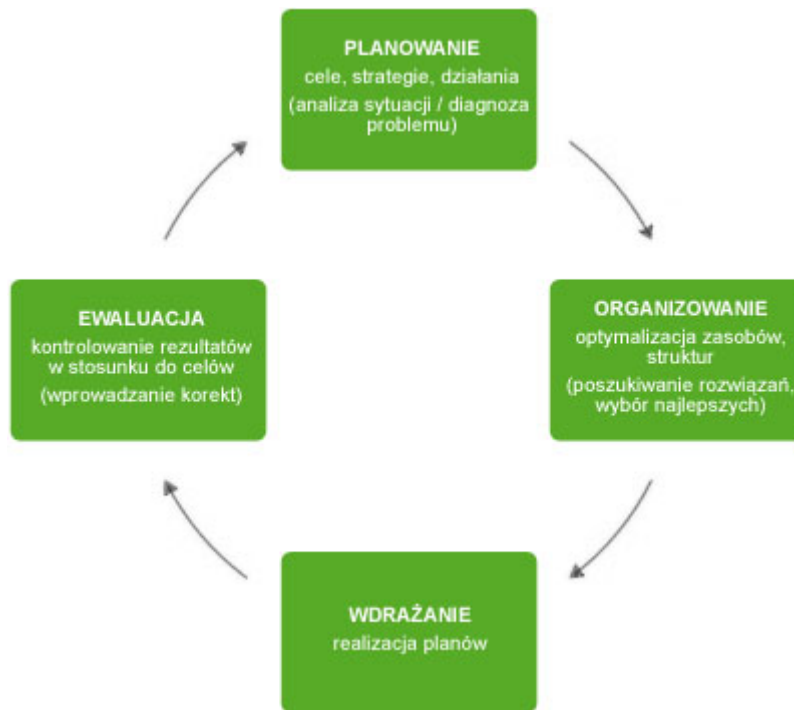 PLANOWANIE
cele, strategie, działania
(analiza sytuacji / diagnoza
problemu)
ORGANIZOWANIE
optymalizacja zasobów,
struktur
(poszukiwanie rozwiązań,
wybór najlepszych)
WDRAŻANIE
realizacja planów
EWALUACJA
kontrolowanie rezultatów
w stosunku do celów
(wprowadzanie korekt)